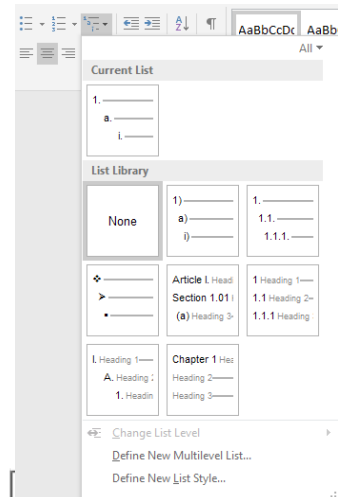 AaBbCcDc AaBb
All
Current List
1.
a.
i.
List Library
None
1)
a)
i)
1.
1.1.
1.1.1.
Article I. Head
Section 1.01
(a) Heading 3
1 Heading 1
1.1 Heading 2
1.1.1 Heading
I. Heading 1
A. Heading
1. Headin
Chapter 1 Hea
Heading 2
Heading 3
Change List Level
Define New Multilevel List...
Define New List Style...